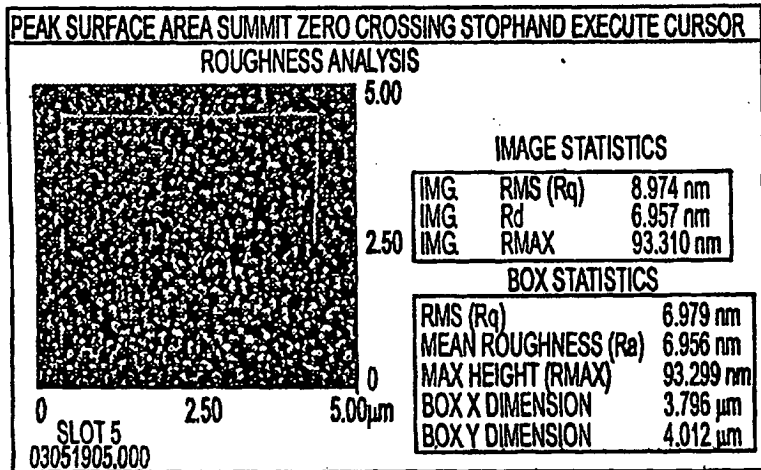 PEAK SURFACE AREA SUMMIT ZERO CROSSING STOPHAND EXECUTE CURSOR
ROUGHNESS ANALYSIS
5.00
2.50
0
0 2.50 5.00µm
SLOT 5
03051905.000
IMAGE STATISTICS
IMG. RMS (Rq) 8.974 nm
IMG. Rd 6.957 nm
IMG. RMAX 93.310 nm
BOX STATISTICS
RMS (Rq) 6.979 nm
MEAN ROUGHNESS (Ra) 6.956 nm
MAX HEIGHT (RMAX) 93.299 nm
BOX X DIMENSION 3.796 µm
BOX Y DIMENSION 4.012 µm